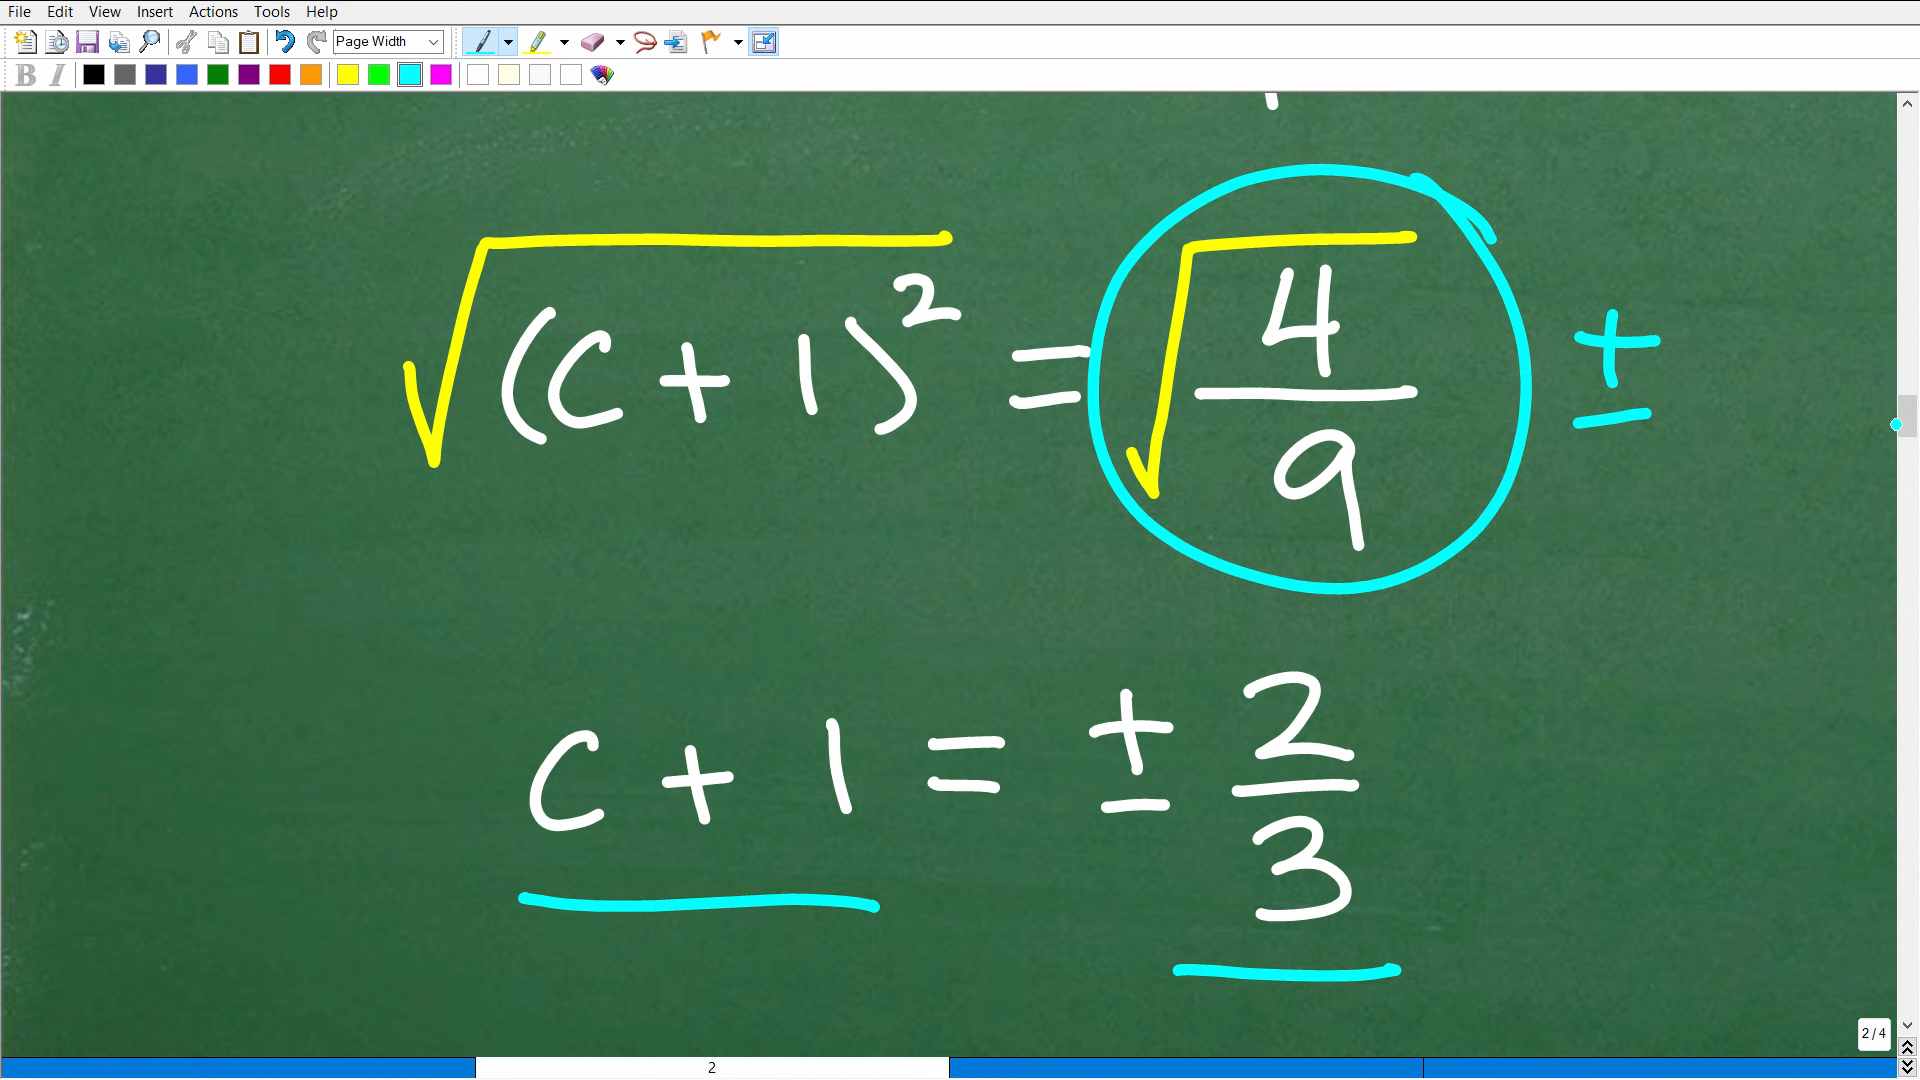 File Edit View Insert Actions Tools Help
Page Width
B I
√(c + 1)² = √4/9 ±
c + 1 = ± 2/3
2 / 4
2